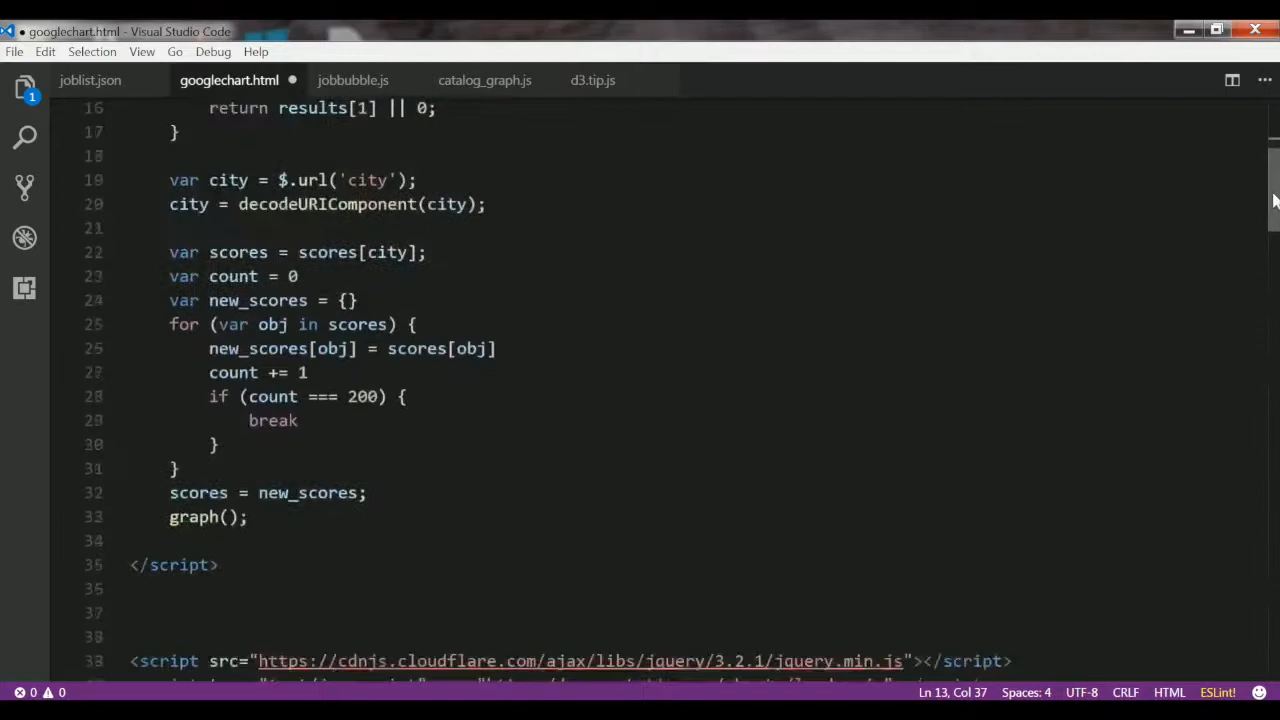 ● googlechart.html - Visual Studio Code
File Edit Selection View Go Debug Help
joblist.json googlechart.html ● jobbubble.js catalog_graph.js d3.tip.js
1
16 return results[1] || 0;
17 }
18
19 var city = $.url('city');
20 city = decodeURIComponent(city);
21
22 var scores = scores[city];
23 var count = 0
24 var new_scores = {}
25 for (var obj in scores) {
26 new_scores[obj] = scores[obj]
27 count += 1
28 if (count === 200) {
29 break
30 }
31 }
32 scores = new_scores;
33 graph();
34
35 </script>
36
37
38
<script src="https://cdnjs.cloudflare.com/ajax/libs/jquery/3.2.1/jquery.min.js"></script>
0 0 Ln 13, Col 37 Spaces: 4 UTF-8 CRLF HTML ESLint!